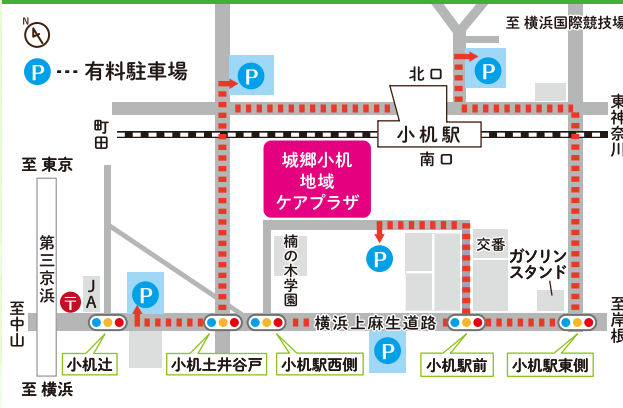 N
至 横浜国際競技場
P
P
P
有料駐車場
北口
東神奈川
町田
小机駅
南口
至 東京
城郷小机
地域
ケアプラザ
第三京浜
楠の木学園
P
交番
ガソリン
スタンド
〒
JA
P
至中山
横浜上麻生道路
至岸根
P
小机辻
小机土井谷戸
小机駅西側
小机駅前
小机駅東側
至 横浜